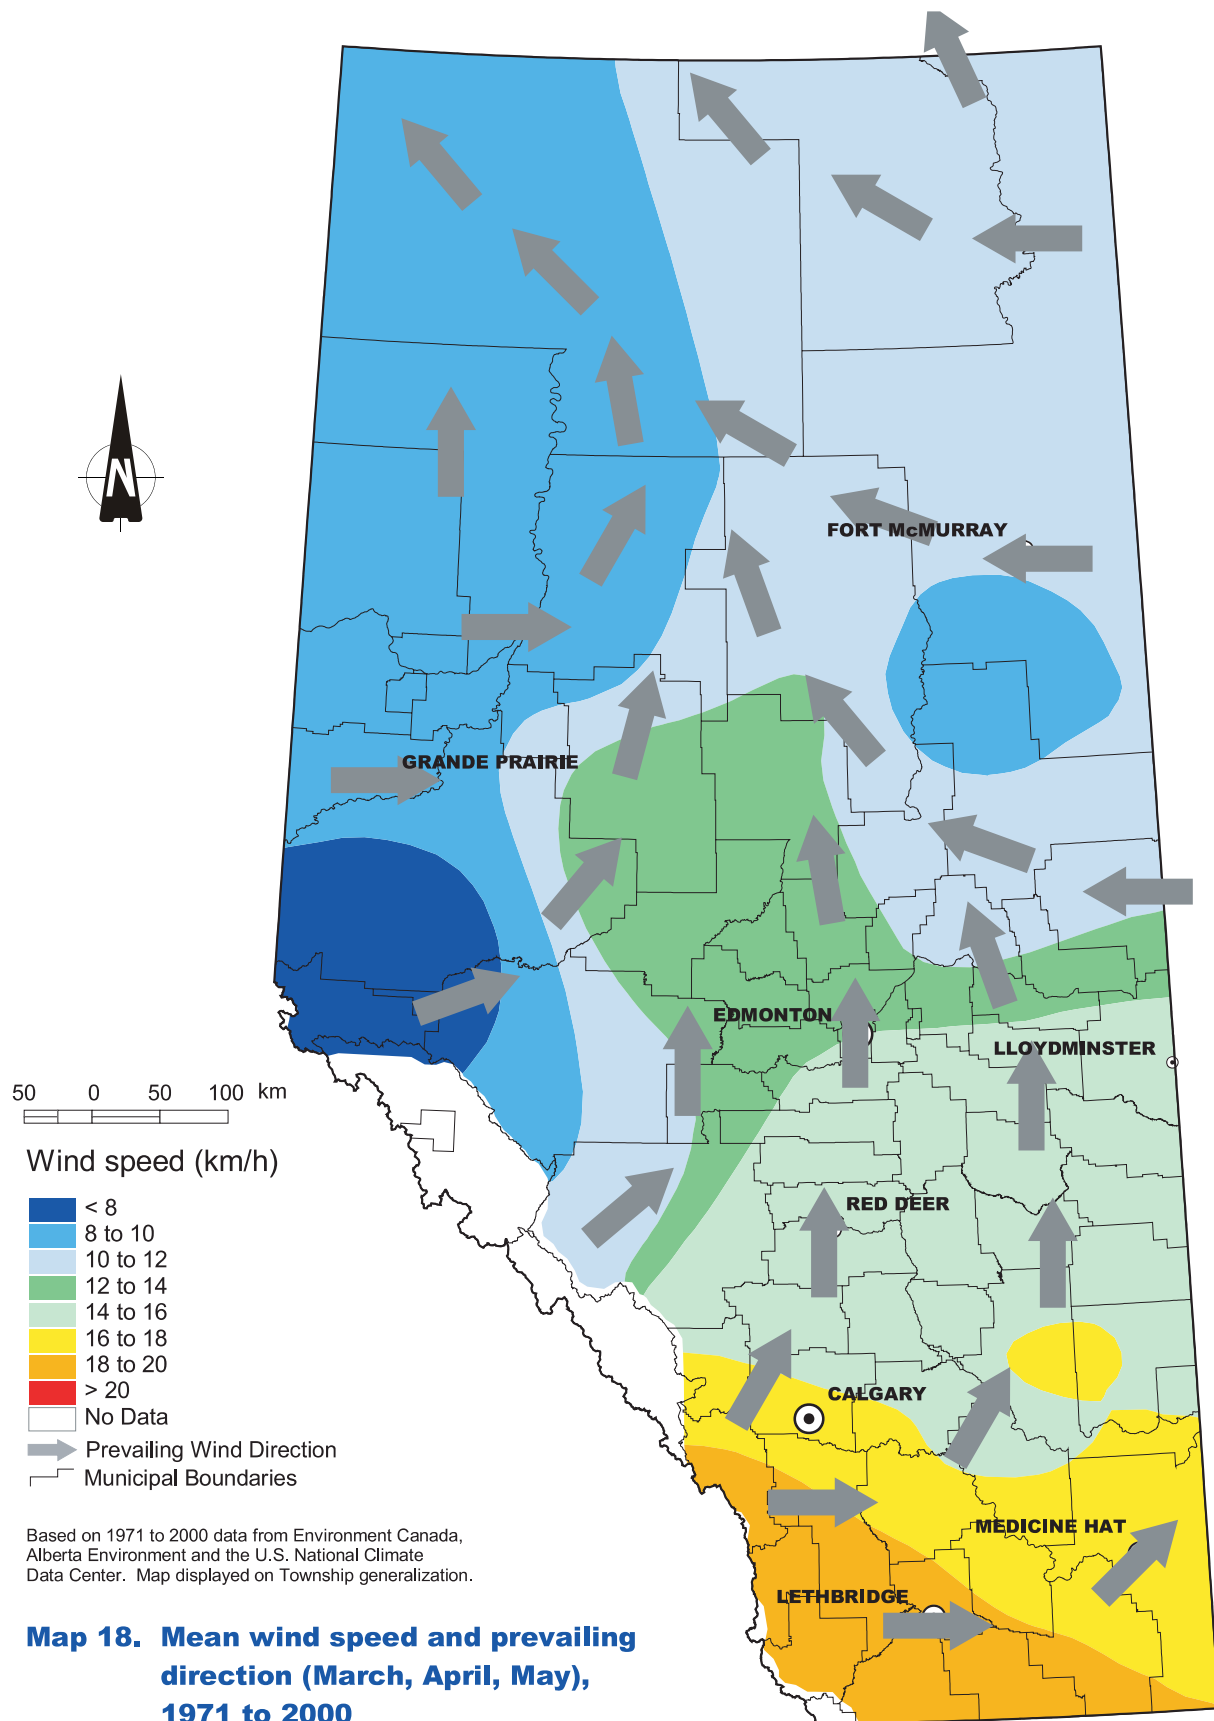 N
FORT McMURRAY
GRANDE PRAIRIE
EDMONTON
LLOYDMINSTER
RED DEER
CALGARY
MEDICINE HAT
LETHBRIDGE
50 0 50 100 km
Wind speed (km/h)
< 8
8 to 10
10 to 12
12 to 14
14 to 16
16 to 18
18 to 20
> 20
No Data
Prevailing Wind Direction
Municipal Boundaries
Based on 1971 to 2000 data from Environment Canada,
Alberta Environment and the U.S. National Climate
Data Center. Map displayed on Township generalization.
Map 18. Mean wind speed and prevailing
direction (March, April, May),
1971 to 2000